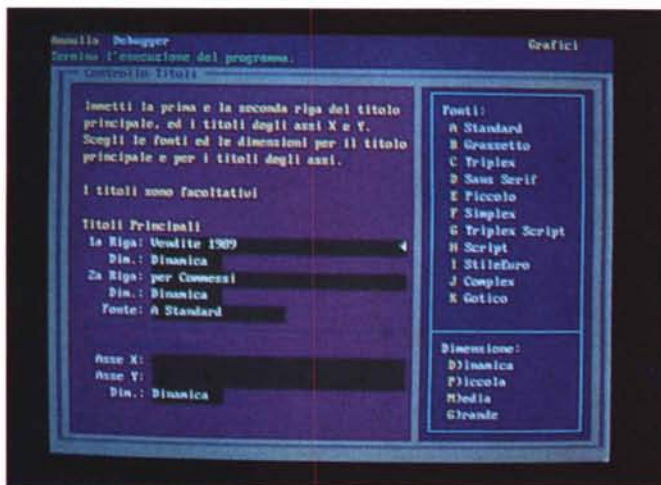 Annullo Debugger Grafici
Termina l'esecuzione del programma.
Controllo Titoli
Immetti la prima e la seconda riga del titolo
principale, ed i titoli degli assi X e Y.
Scegli le fonti ed le dimensioni per il titolo
principale e per i titoli degli assi.
I titoli sono facoltativi
Titoli Principali
1a Riga: Vendite 1989
Dim.: Dinamica
2a Riga: per Commessi
Dim.: Dinamica
Fonte: A Standard
Asse X:
Asse Y:
Dim.: Dinamica
Fonti:
A Standard
B Grassetto
C Triplex
D Sans Serif
E Piccolo
F Simplex
G Triplex Script
H Script
I StileEuro
J Complex
K Gotico
Dimensione:
D)inamica
P)iccola
M)edia
G)rande